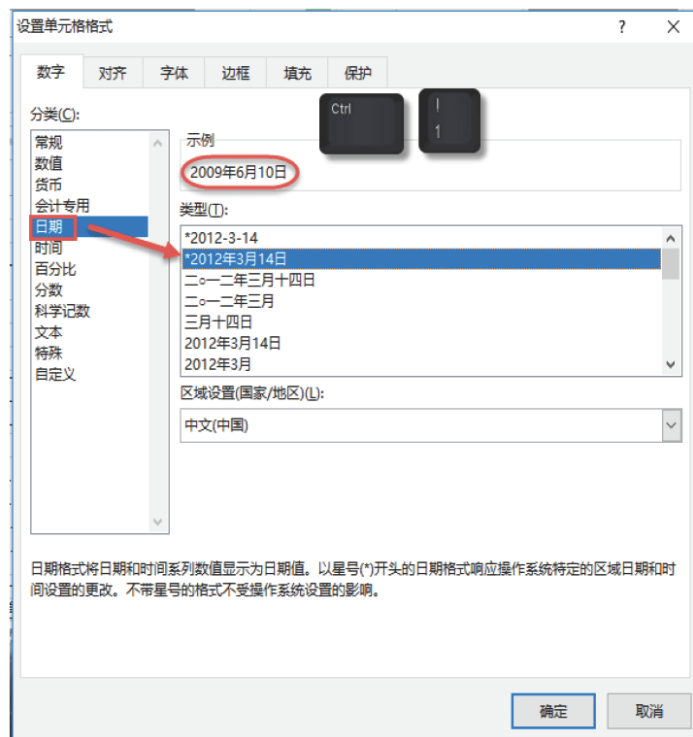 设置单元格格式
? ×
数字 对齐 字体 边框 填充 保护
Ctrl
!
1
分类(C):
常规
数值
货币
会计专用
日期
时间
百分比
分数
科学记数
文本
特殊
自定义
示例
2009年6月10日
类型(T):
*2012-3-14
*2012年3月14日
二○一二年三月十四日
二○一二年三月
三月十四日
2012年3月14日
2012年3月
区域设置(国家/地区)(L):
中文(中国)
日期格式将日期和时间系列数值显示为日期值。以星号(*)开头的日期格式响应操作系统特定的区域日期和时
间设置的更改。不带星号的格式不受操作系统设置的影响。
确定 取消